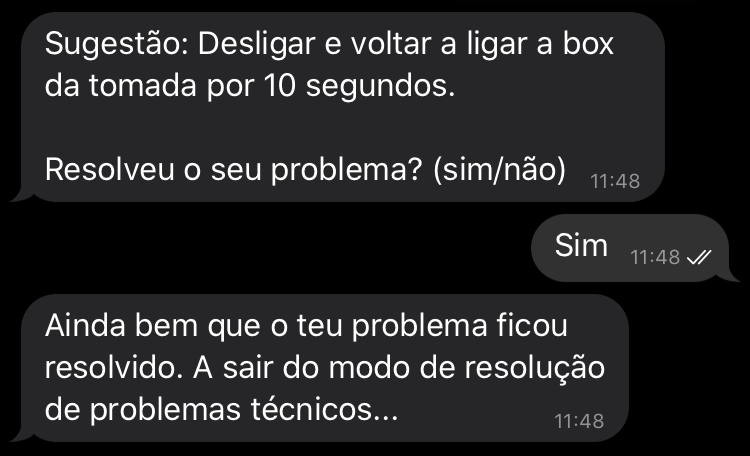 Sugestão: Desligar e voltar a ligar a box
da tomada por 10 segundos.
Resolveu o seu problema? (sim/não) 11:48
Sim 11:48
Ainda bem que o teu problema ficou
resolvido. A sair do modo de resolução
de problemas técnicos... 11:48